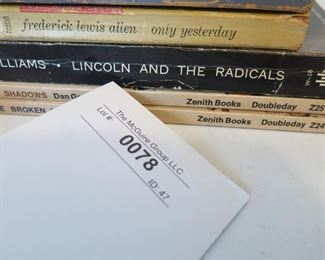 frederick lewis allen only yesterday
LLIAMS · LINCOLN AND THE RADICALS
SHADOWS Dan G Zenith Books Doubleday Z25
E BROKEN Zenith Books Doubleday Z24
The McGuire Group LLC
Lot #:
0078
ID: 47